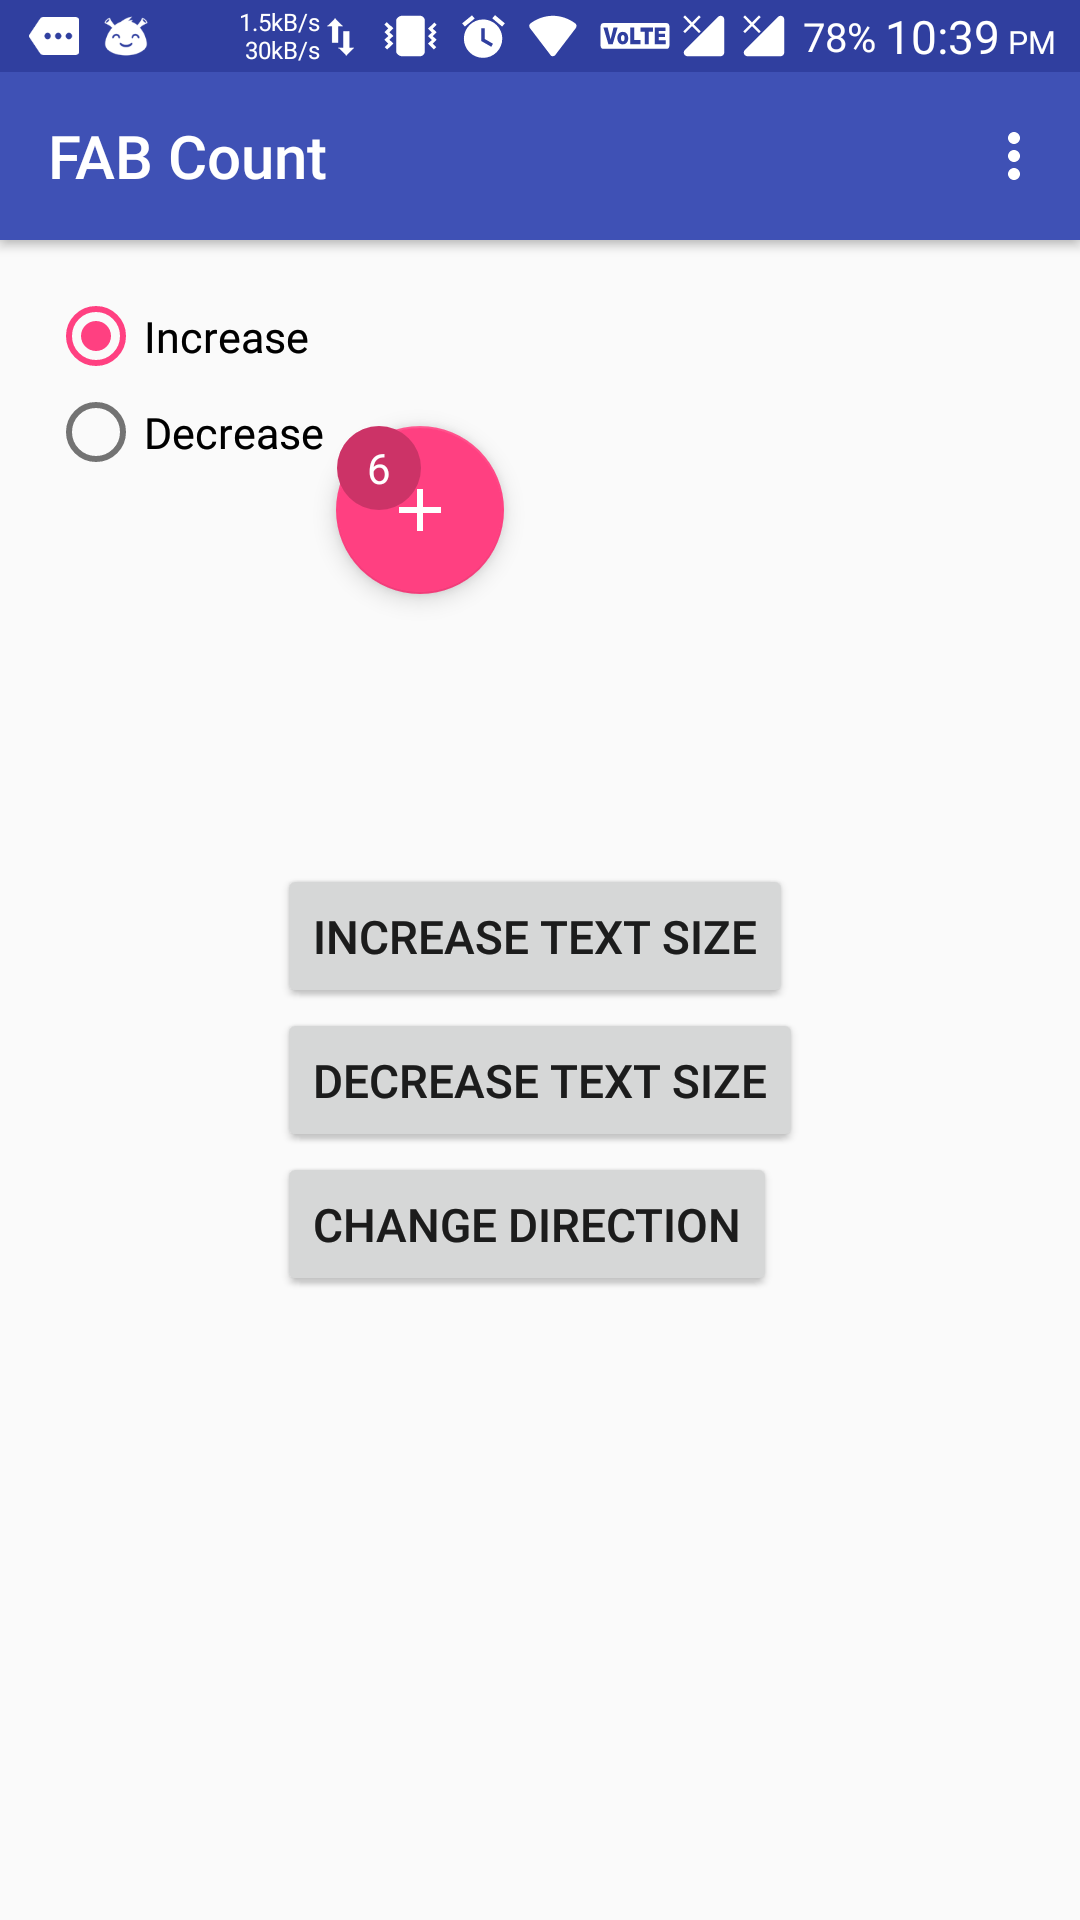 1.5kB/s
30kB/s
VoLTE 78% 10:39 PM
FAB Count
Increase
Decrease
6
INCREASE TEXT SIZE
DECREASE TEXT SIZE
CHANGE DIRECTION